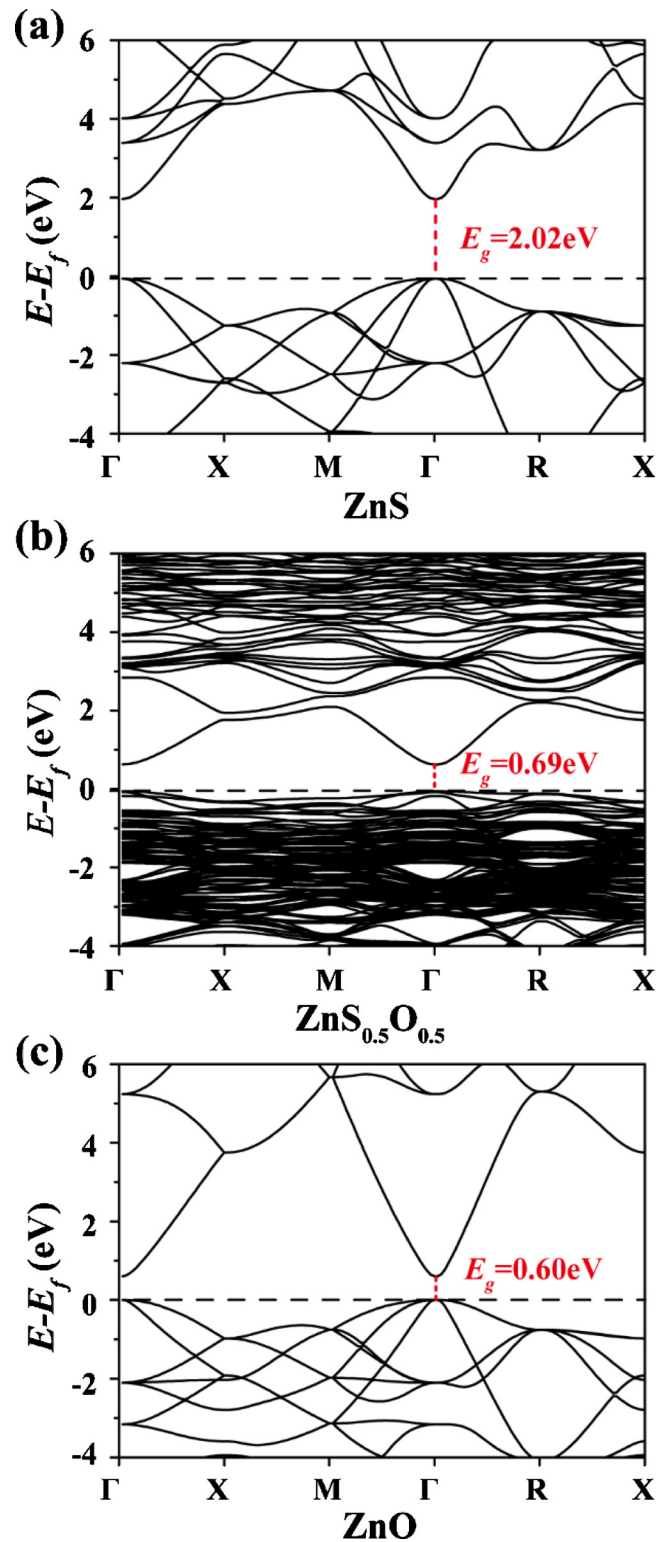 (a)
6
4
2
0
-2
-4
E-E_f (eV)
E_g=2.02eV
Γ X M Γ R X
ZnS
(b)
6
4
2
0
-2
-4
E-E_f (eV)
E_g=0.69eV
Γ X M Γ R X
ZnS₀.₅O₀.₅
(c)
6
4
2
0
-2
-4
E-E_f (eV)
E_g=0.60eV
Γ X M Γ R X
ZnO